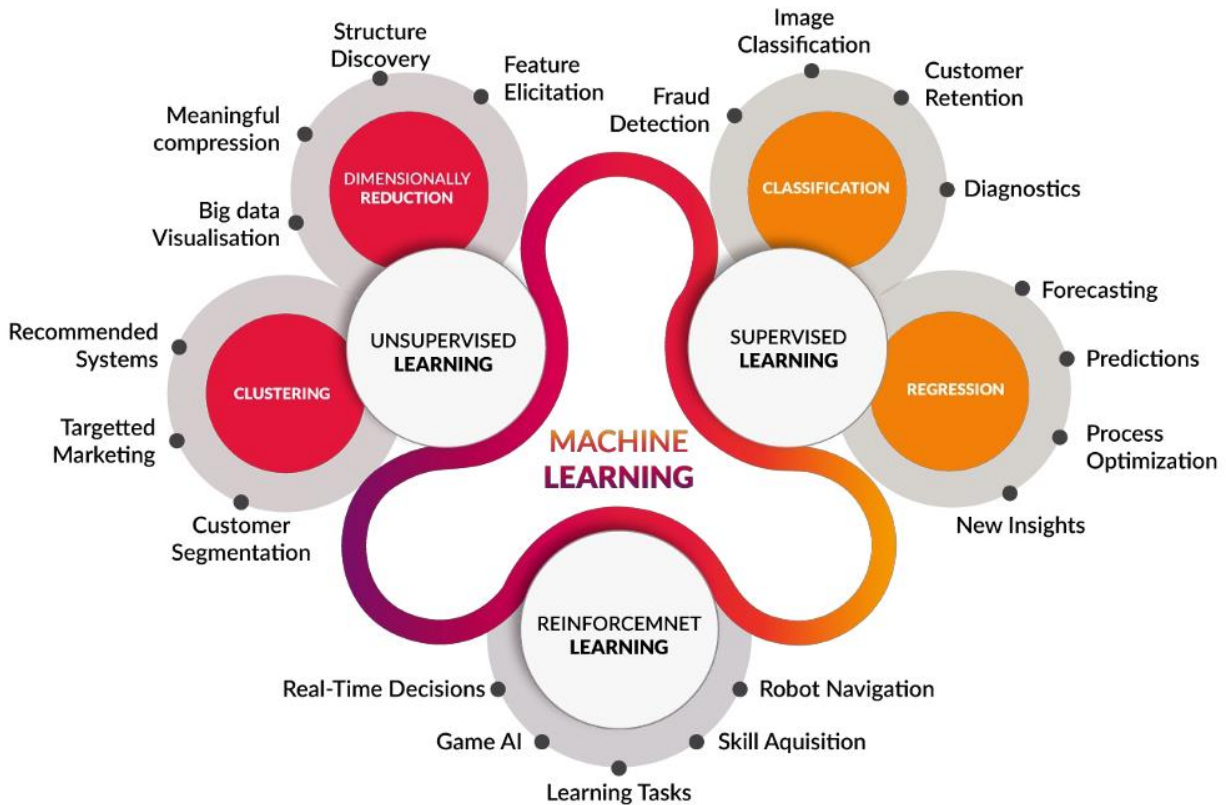 Structure
Discovery
Feature
Elicitation
Meaningful
compression
Big data
Visualisation
DIMENSIONALLY
REDUCTION
Recommended
Systems
Targetted
Marketing
Customer
Segmentation
CLUSTERING
UNSUPERVISED
LEARNING
Image
Classification
Customer
Retention
Fraud
Detection
Diagnostics
CLASSIFICATION
SUPERVISED
LEARNING
Forecasting
Predictions
Process
Optimization
New Insights
REGRESSION
MACHINE
LEARNING
REINFORCEMNET
LEARNING
Real-Time Decisions
Game AI
Learning Tasks
Skill Aquisition
Robot Navigation